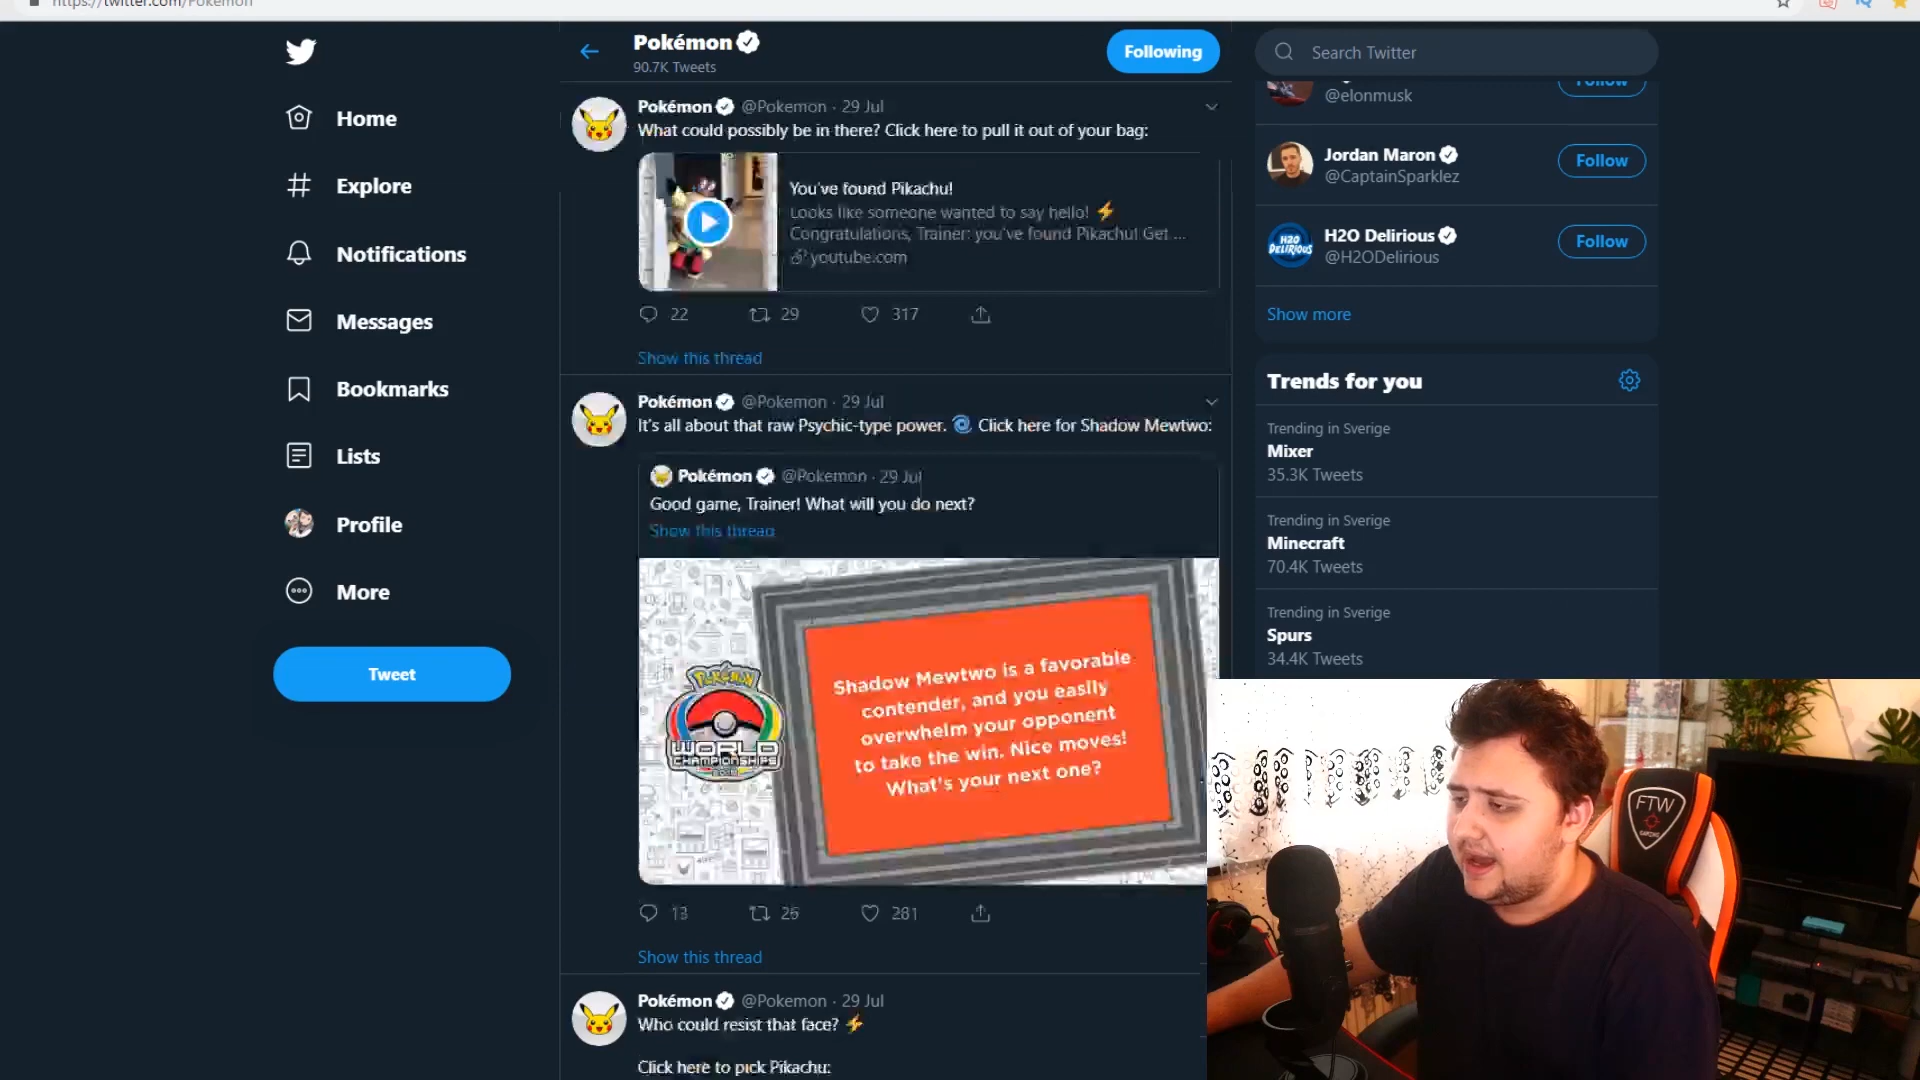 https://twitter.com/Pokemon
Home
Explore
Notifications
Messages
Bookmarks
Lists
Profile
More
Tweet
Pokémon
90.7K Tweets
Following
Pokémon @Pokemon · 29 Jul
What could possibly be in there? Click here to pull it out of your bag:
You've found Pikachu!
Looks like someone wanted to say hello! ⚡
Congratulations, Trainer: you've found Pikachu! Get ...
youtube.com
22 29 317
Show this thread
Pokémon @Pokemon · 29 Jul
It's all about that raw Psychic-type power. 🌀 Click here for Shadow Mewtwo:
Pokémon @Pokemon · 29 Jul
Good game, Trainer! What will you do next?
Show this thread
POKÉMON
WORLD
CHAMPIONSHIPS
Shadow Mewtwo is a favorable
contender, and you easily
overwhelm your opponent
to take the win. Nice moves!
What's your next one?
13 26 281
Show this thread
Pokémon @Pokemon · 29 Jul
Who could resist that face? ⚡
Click here to pick Pikachu:
Search Twitter
@elonmusk
Follow
Jordan Maron
@CaptainSparklez
Follow
H2O DELIRIOUS
H2O Delirious
@H2ODelirious
Follow
Show more
Trends for you
Trending in Sverige
Mixer
35.3K Tweets
Trending in Sverige
Minecraft
70.4K Tweets
Trending in Sverige
Spurs
34.4K Tweets
FTW